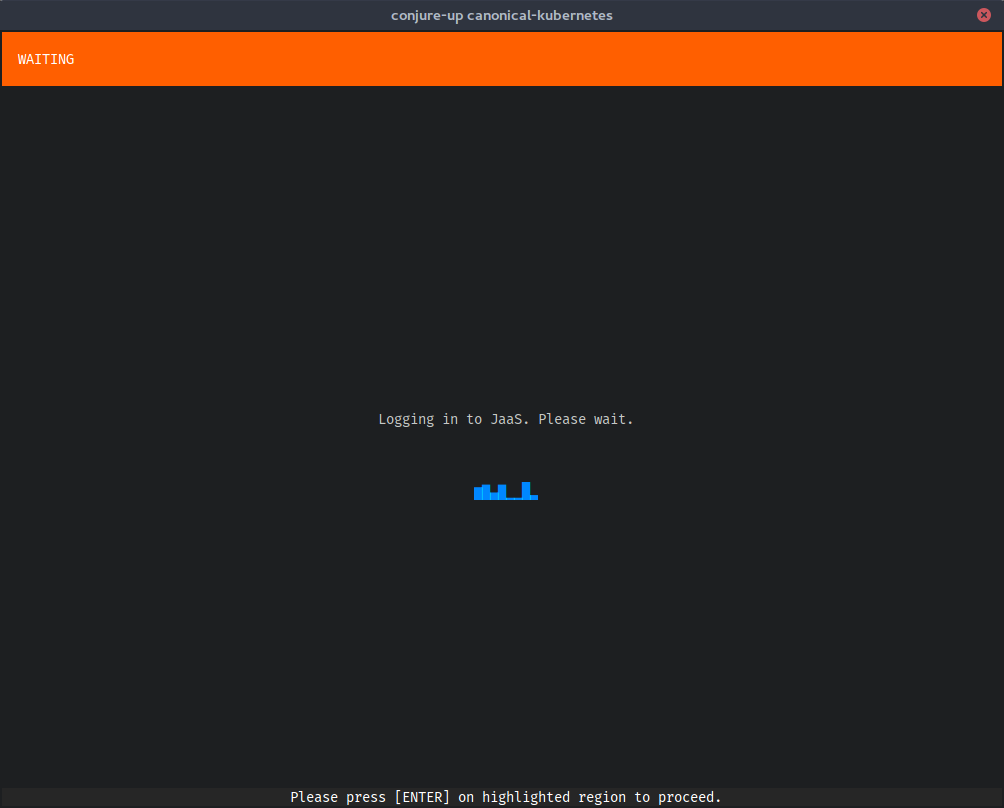 conjure-up canonical-kubernetes
WAITING
Logging in to JaaS. Please wait.
Please press [ENTER] on highlighted region to proceed.